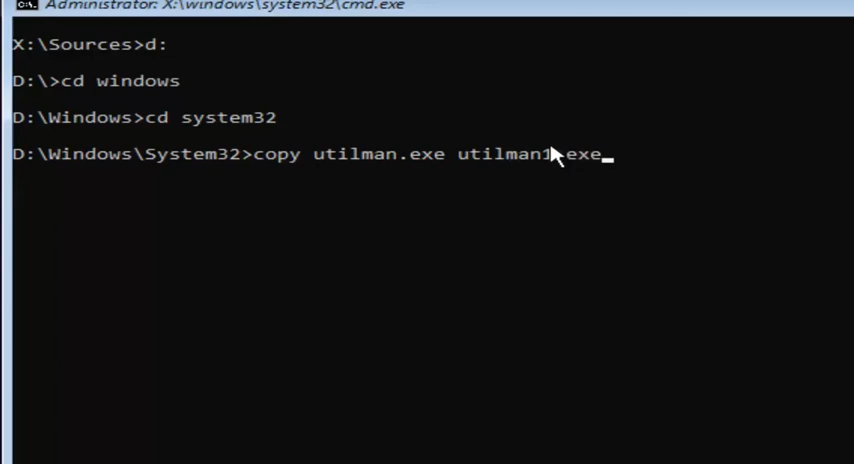 Administrator: X:\windows\system32\cmd.exe
X:\Sources>d:
D:\>cd windows
D:\Windows>cd system32
D:\Windows\System32>copy utilman.exe utilman1.exe